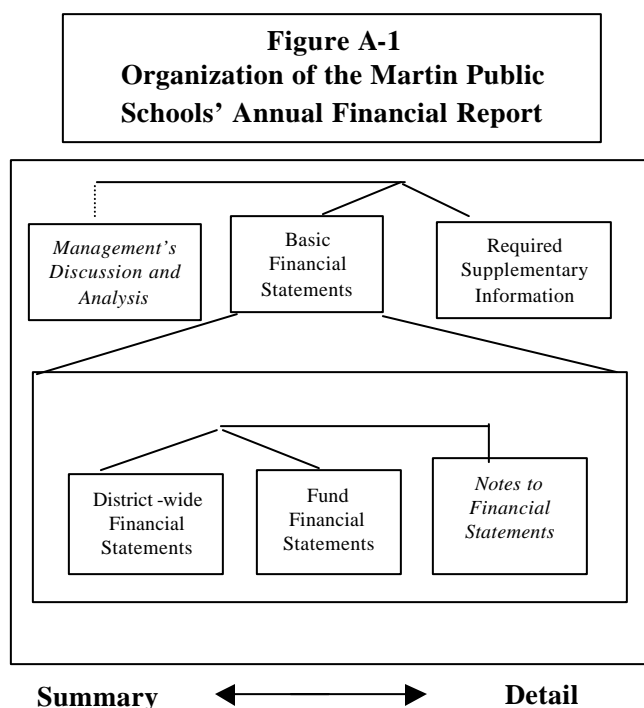 Figure A-1
Organization of the Martin Public
Schools’ Annual Financial Report
Management’s
Discussion and
Analysis
Basic
Financial
Statements
Required
Supplementary
Information
District -wide
Financial
Statements
Fund
Financial
Statements
Notes to
Financial
Statements
Summary
Detail